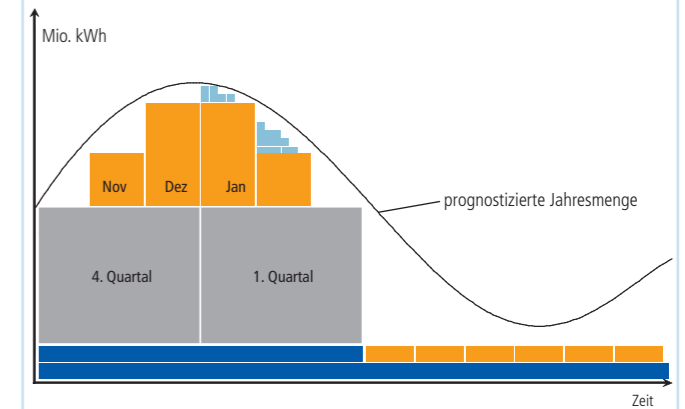 Mio. kWh
Nov
Dez
Jan
prognostizierte Jahresmenge
4. Quartal
1. Quartal
Zeit